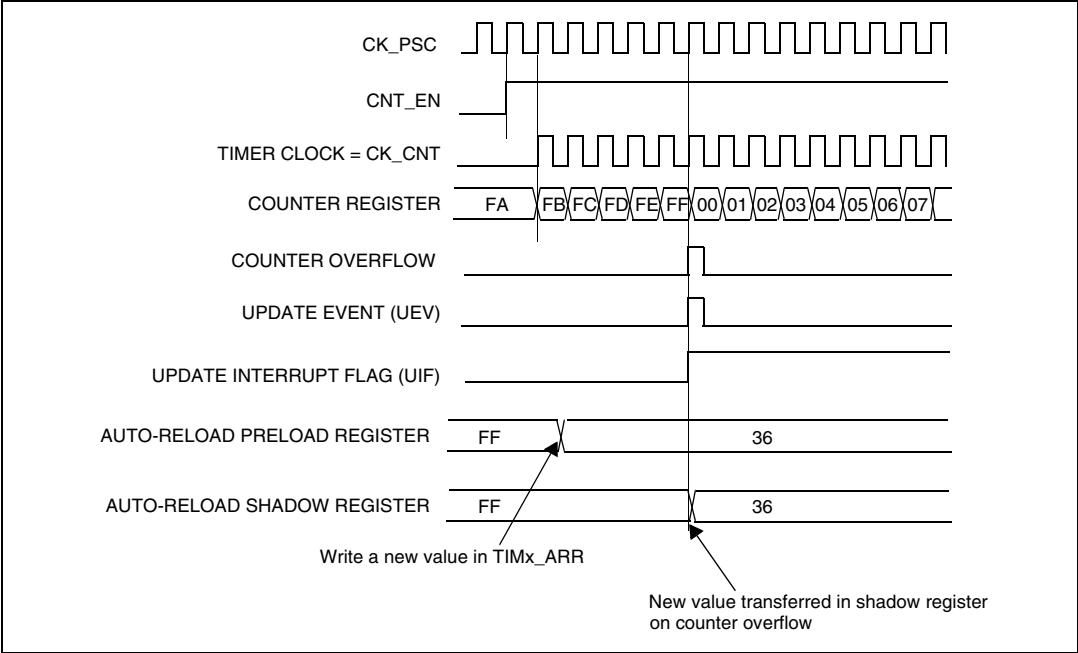 CK_PSC
CNT_EN
TIMER CLOCK = CK_CNT
COUNTER REGISTER FA FB FC FD FE FF 00 01 02 03 04 05 06 07
COUNTER OVERFLOW
UPDATE EVENT (UEV)
UPDATE INTERRUPT FLAG (UIF)
AUTO-RELOAD PRELOAD REGISTER FF 36
AUTO-RELOAD SHADOW REGISTER FF 36
Write a new value in TIMx_ARR
New value transferred in shadow register
on counter overflow